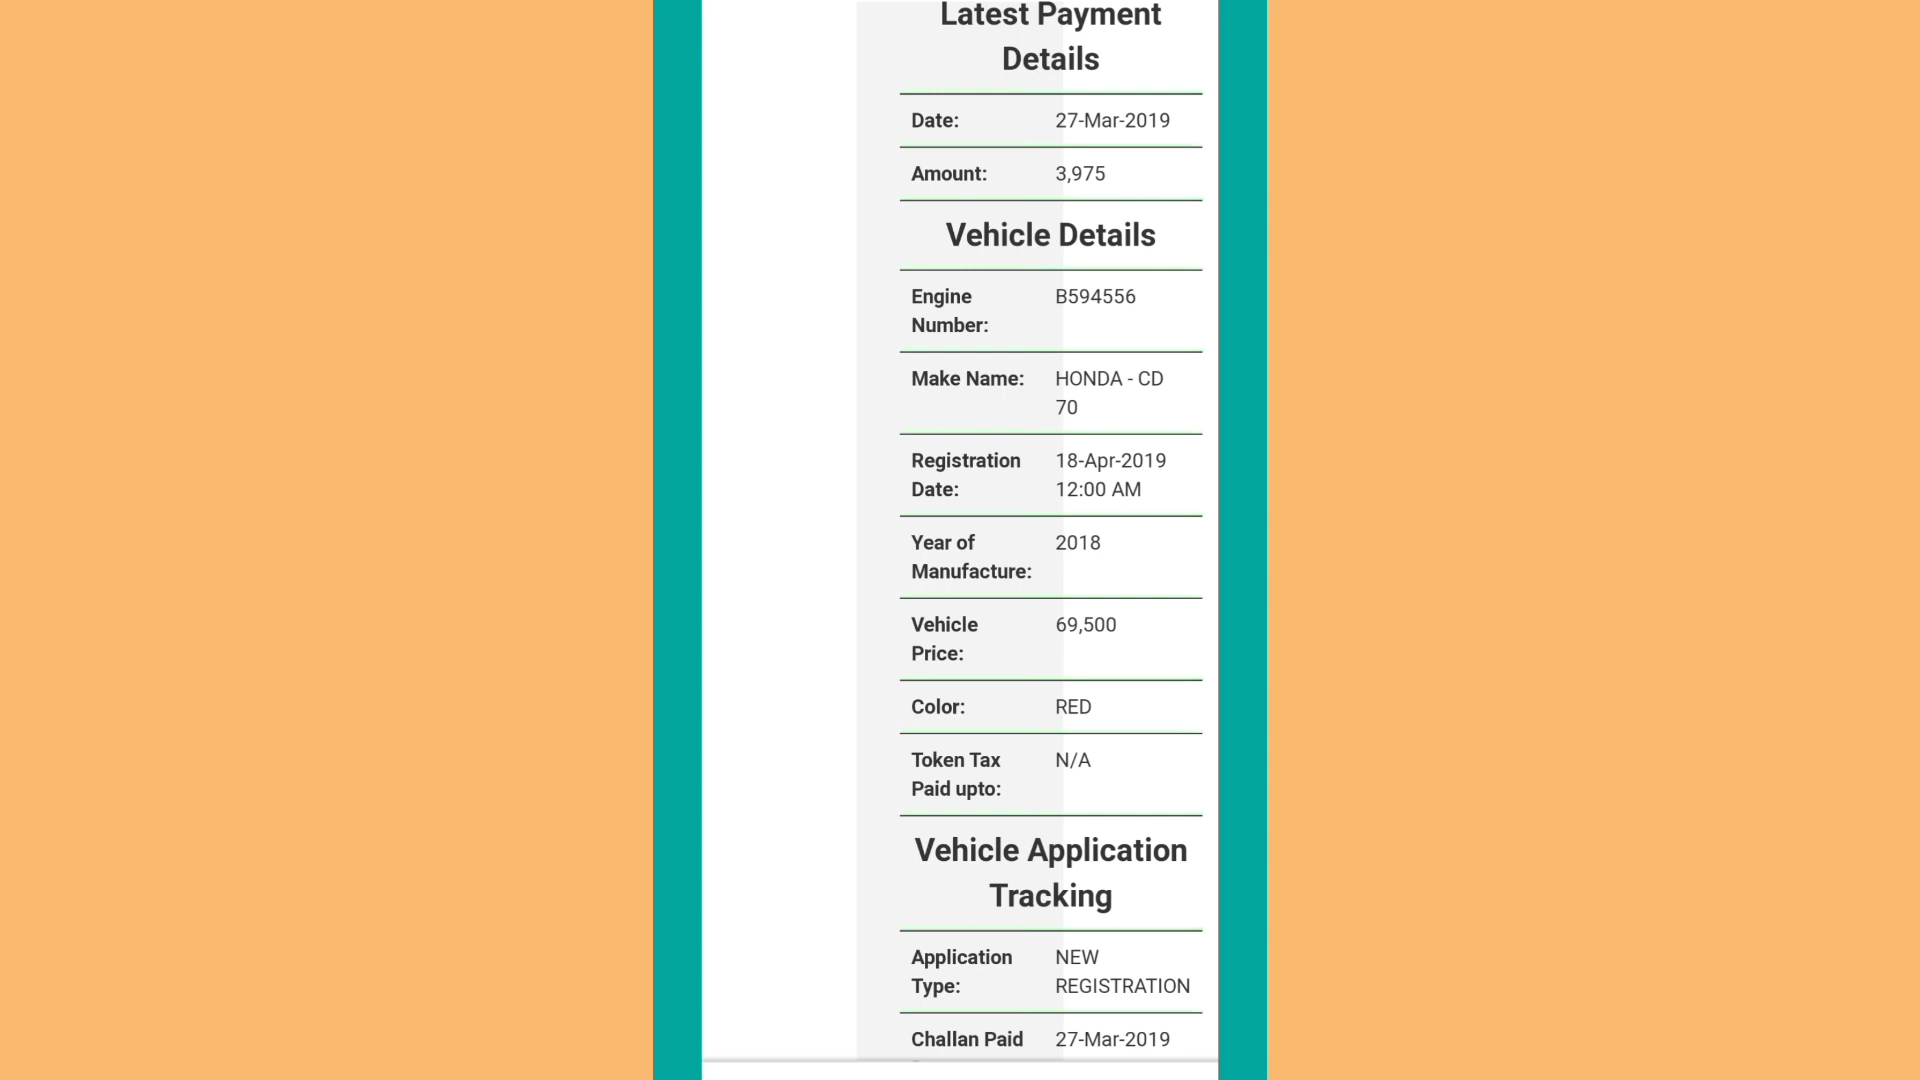 Latest Payment
Details
Date: 27-Mar-2019
Amount: 3,975
Vehicle Details
Engine B594556
Number:
Make Name: HONDA - CD
70
Registration 18-Apr-2019
Date: 12:00 AM
Year of 2018
Manufacture:
Vehicle 69,500
Price:
Color: RED
Token Tax N/A
Paid upto:
Vehicle Application
Tracking
Application NEW
Type: REGISTRATION
Challan Paid 27-Mar-2019